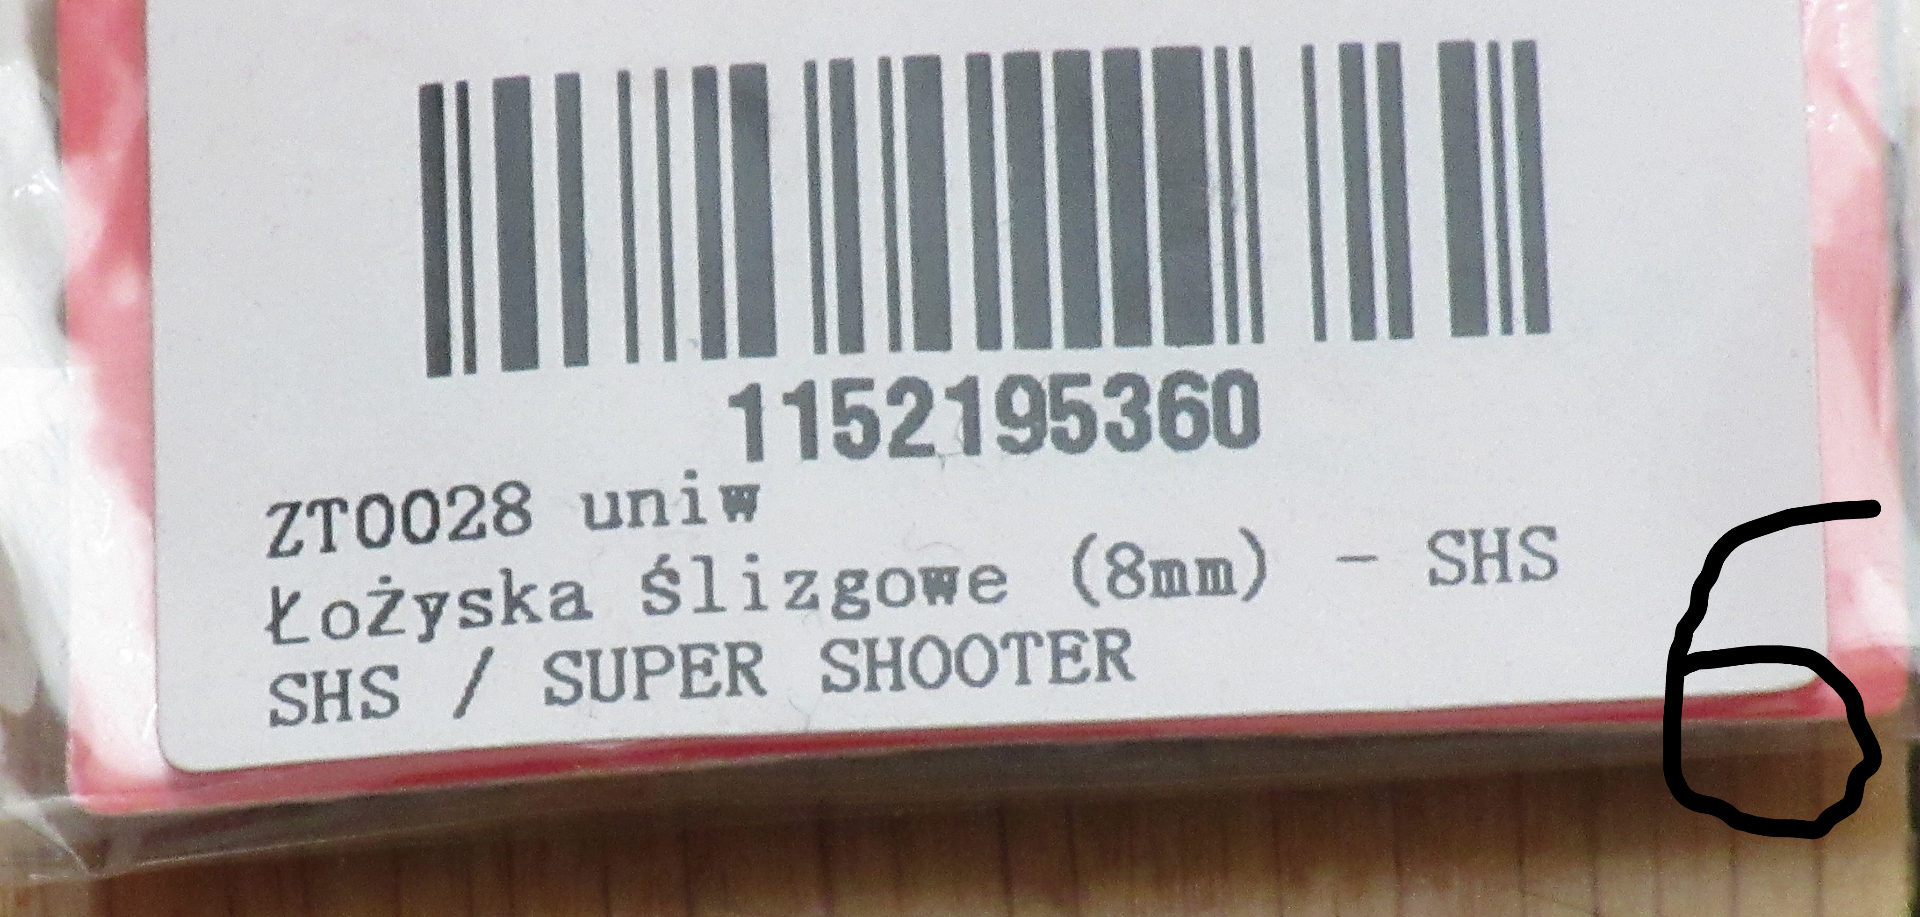 1152195360
ZT0028 uniw
Łożyska Ślizgowe (8mm) - SHS
SHS / SUPER SHOOTER
6